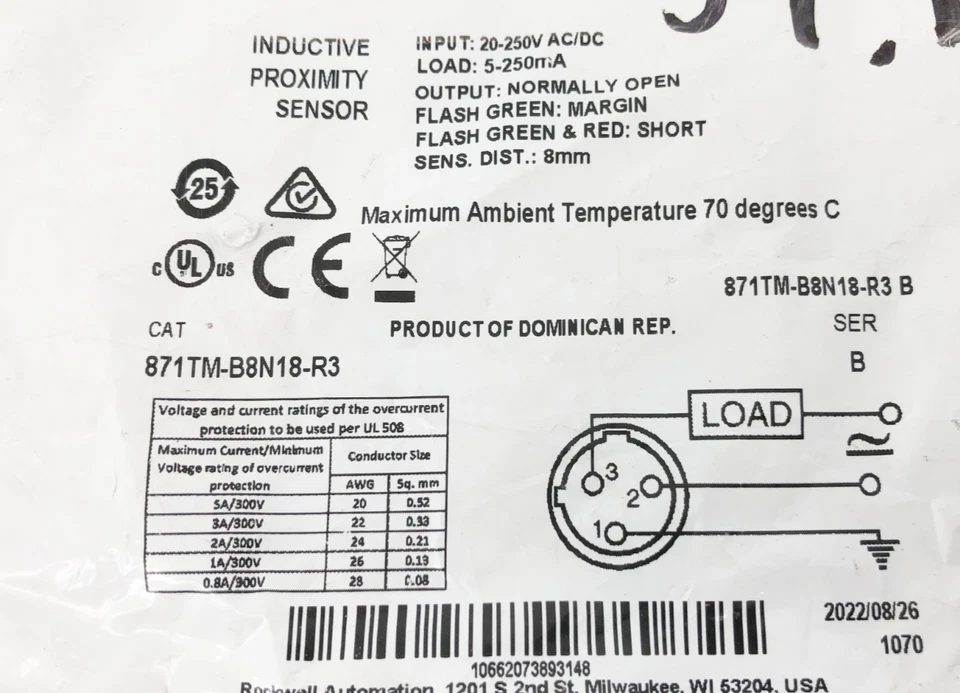 INDUCTIVE
PROXIMITY
SENSOR
INPUT: 20-250V AC/DC
LOAD: 5-250mA
OUTPUT: NORMALLY OPEN
FLASH GREEN: MARGIN
FLASH GREEN & RED: SHORT
SENS. DIST.: 8mm
25
Maximum Ambient Temperature 70 degrees C
C UL US CE
871TM-B8N18-R3 B
CAT
PRODUCT OF DOMINICAN REP.
SER
871TM-B8N18-R3
B
Voltage and current ratings of the overcurrent
protection to be used per UL 508
Maximum Current/Minimum
Voltage rating of overcurrent
protection
Conductor Size
AWG Sq. mm
5A/300V 20 0.52
3A/300V 22 0.33
2A/300V 24 0.21
1A/300V 26 0.13
0.8A/300V 28 0.08
LOAD
3
2
1
2022/08/26
1070
10662073893148
Rockwell Automation, 1201 S 2nd St. Milwaukee, WI 53204, USA